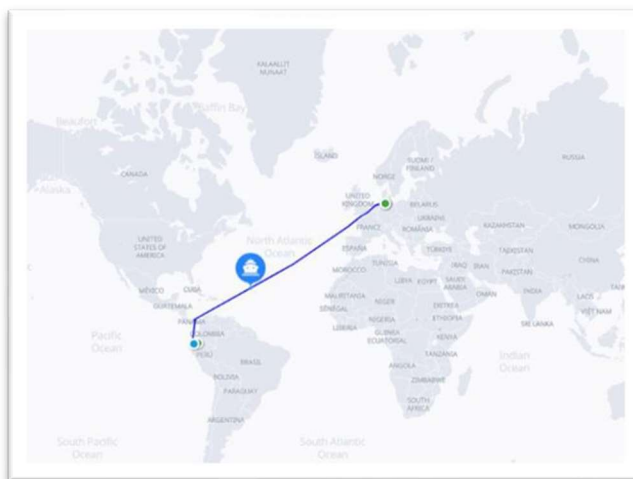 KALAALLIT
NUNAAT
Baffin Bay
Beaufort
ÍSLAND
SUOMI /
FINLAND
NORGE
RUSSIA
Alaska
CANADA
UNITED
KINGDOM
BELARUS
UKRAINE
FRANCE
ROMÂNIA
KAZAKHSTAN
MONGOLIA
UNITED
STATES OF
AMERICA
North Atlantic
Ocean
ESPAÑA
TÜRKIYE
TAJIKISTAN
CHINA
TUNISIA
MOROCCO
IRAQ
IRAN
PAKISTAN
LIBYA
EGYPT
SAUDI
ARABIA
OMAN
INDIA
MÉXICO
CUBA
GUATEMALA
MAURITANIA
NIGER
ERITREA
LAOS
VIỆT NAM
SÉNÉGAL
NIGERIA
ETHIOPIA
SRI LANKA
PANAMÁ
LIBERIA
GUINEA
ECUATORIAL
KENYA
COLOMBIA
Pacific
Ocean
PERÚ
BRASIL
TANZANIA
Indian
Ocean
ANGOLA
BOLIVIA
ZIMBABWE
PARAGUAY
SOUTH
AFRICA
ARGENTINA
South Pacific
Ocean
South Atlantic
Ocean